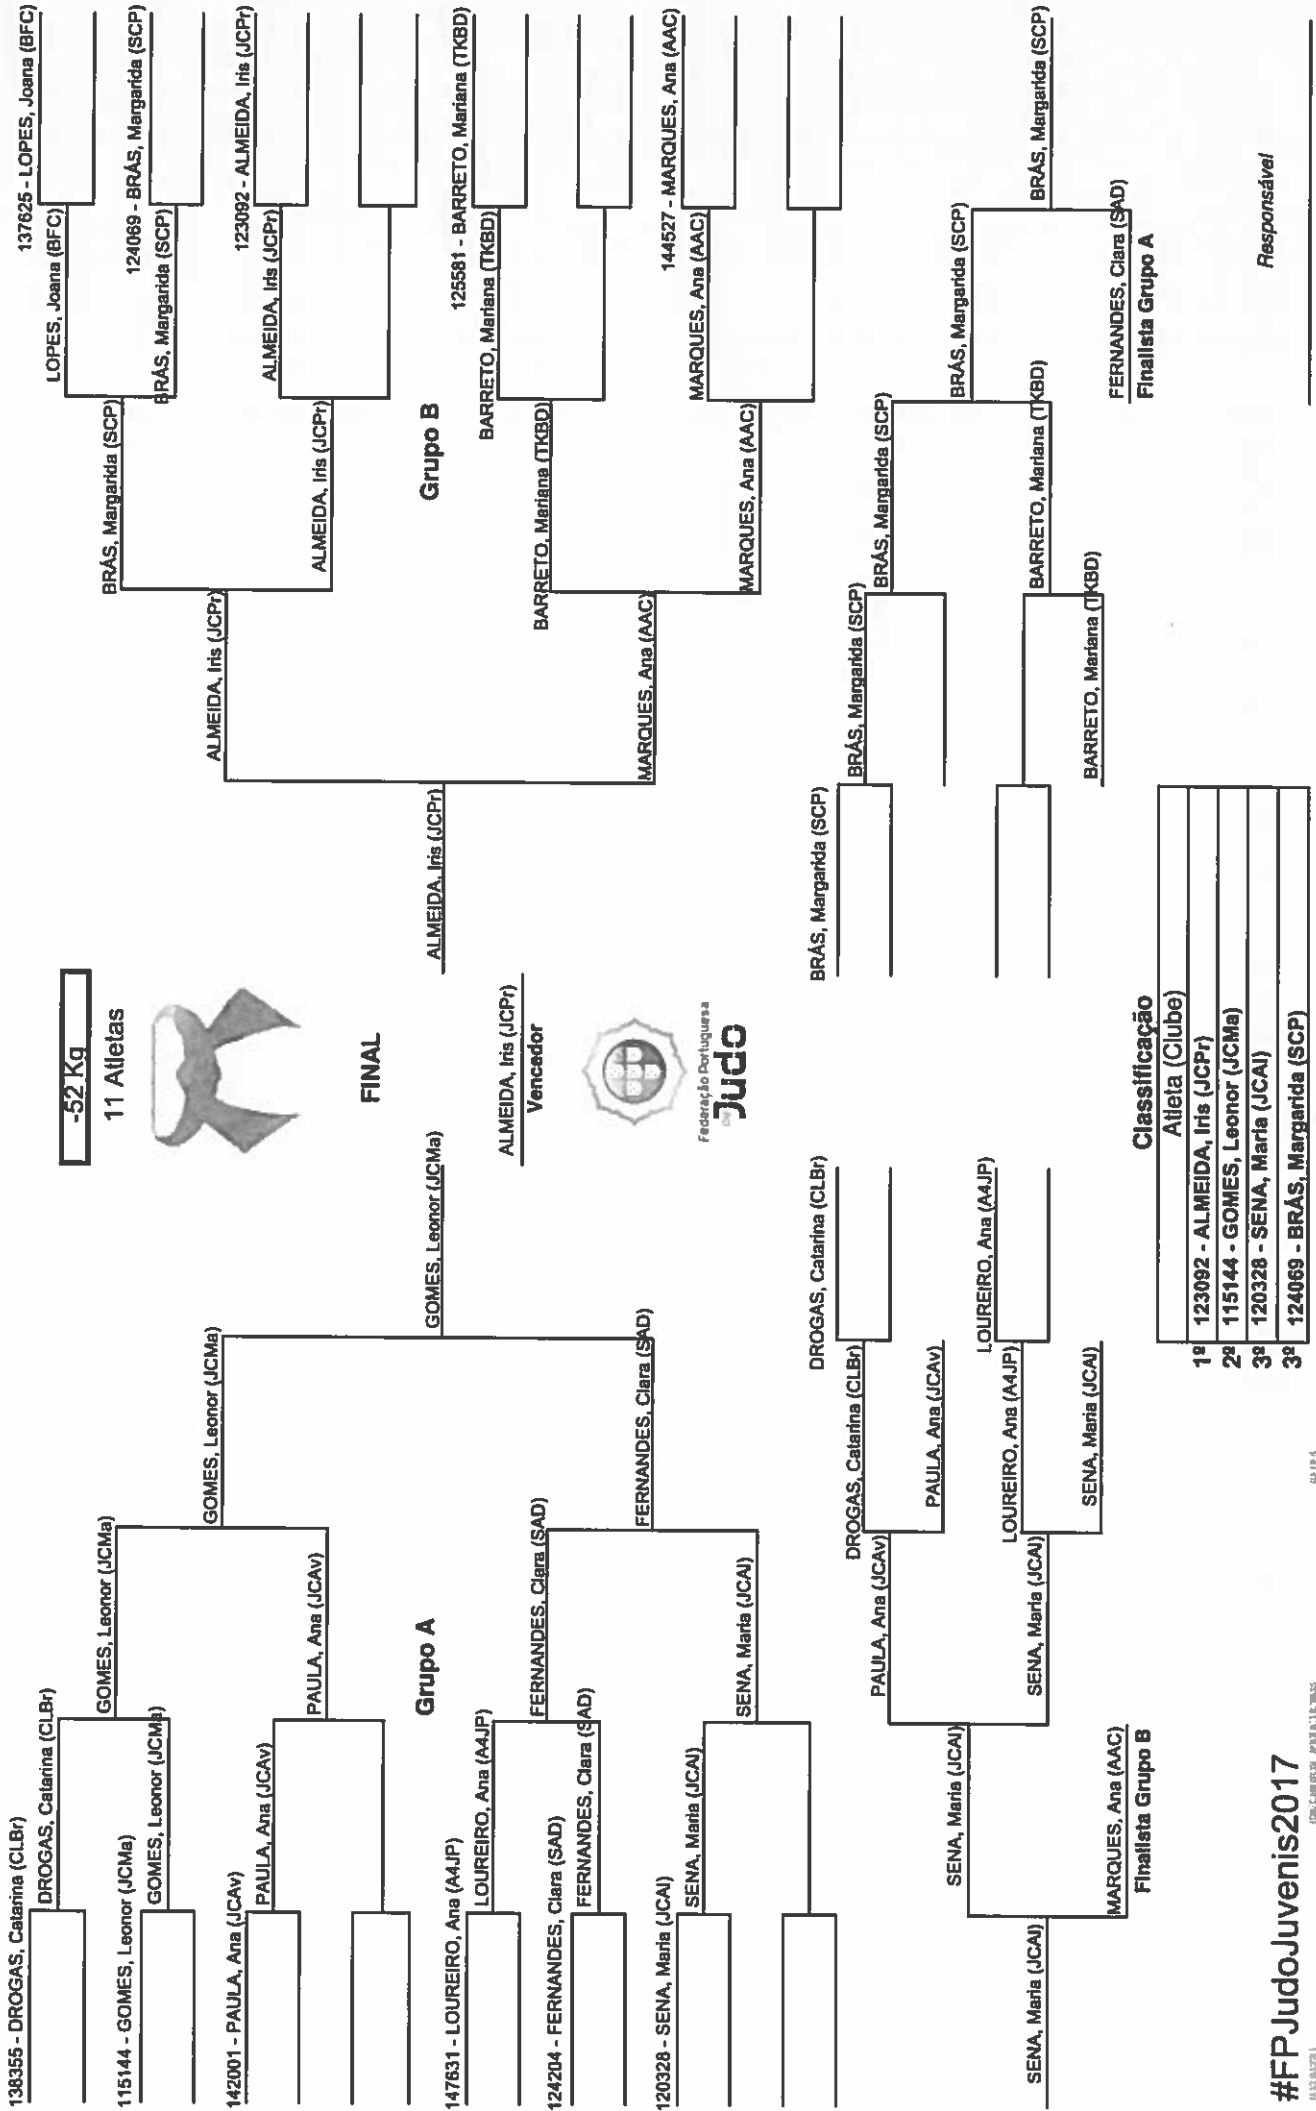 -52 Kg
11 Atletas
FINAL
ALMEIDA, Iris (JCPr)
Vencedor
Federação Portuguesa
de
Judo
138355 - DROGAS, Catarina (CLBr)
DROGAS, Catarina (CLBr)
GOMES, Leonor (JCMa)
115144 - GOMES, Leonor (JCMa)
GOMES, Leonor (JCMa)
GOMES, Leonor (JCMa)
142001 - PAULA, Ana (JCAv)
PAULA, Ana (JCAv)
PAULA, Ana (JCAv)
Grupo A
GOMES, Leonor (JCMa)
147631 - LOUREIRO, Ana (A4JP)
LOUREIRO, Ana (A4JP)
FERNANDES, Clara (SAD)
124204 - FERNANDES, Clara (SAD)
FERNANDES, Clara (SAD)
FERNANDES, Clara (SAD)
120328 - SENA, Maria (JCAl)
SENA, Maria (JCAl)
SENA, Maria (JCAl)
137625 - LOPES, Joana (BFC)
LOPES, Joana (BFC)
BRÁS, Margarida (SCP)
124069 - BRÁS, Margarida (SCP)
BRÁS, Margarida (SCP)
ALMEIDA, Iris (JCPr)
123092 - ALMEIDA, Iris (JCPr)
ALMEIDA, Iris (JCPr)
ALMEIDA, Iris (JCPr)
Grupo B
ALMEIDA, Iris (JCPr)
125581 - BARRETO, Mariana (TKBD)
BARRETO, Mariana (TKBD)
BARRETO, Mariana (TKBD)
MARQUES, Ana (AAC)
144527 - MARQUES, Ana (AAC)
MARQUES, Ana (AAC)
MARQUES, Ana (AAC)
DROGAS, Catarina (CLBr)
DROGAS, Catarina (CLBr)
PAULA, Ana (JCAv)
PAULA, Ana (JCAv)
SENA, Maria (JCAl)
LOUREIRO, Ana (A4JP)
LOUREIRO, Ana (A4JP)
SENA, Maria (JCAl)
SENA, Maria (JCAl)
SENA, Maria (JCAl)
MARQUES, Ana (AAC)
Finalista Grupo B
BRÁS, Margarida (SCP)
BRÁS, Margarida (SCP)
BRÁS, Margarida (SCP)
BRÁS, Margarida (SCP)
BARRETO, Mariana (TKBD)
BARRETO, Mariana (TKBD)
BRÁS, Margarida (SCP)
FERNANDES, Clara (SAD)
Finalista Grupo A
Classificação
Atleta (Clube)
1º 123092 - ALMEIDA, Iris (JCPr)
2º 115144 - GOMES, Leonor (JCMa)
3º 120328 - SENA, Maria (JCAl)
3º 124069 - BRÁS, Margarida (SCP)
Responsável
#FPJudoJuvenis2017